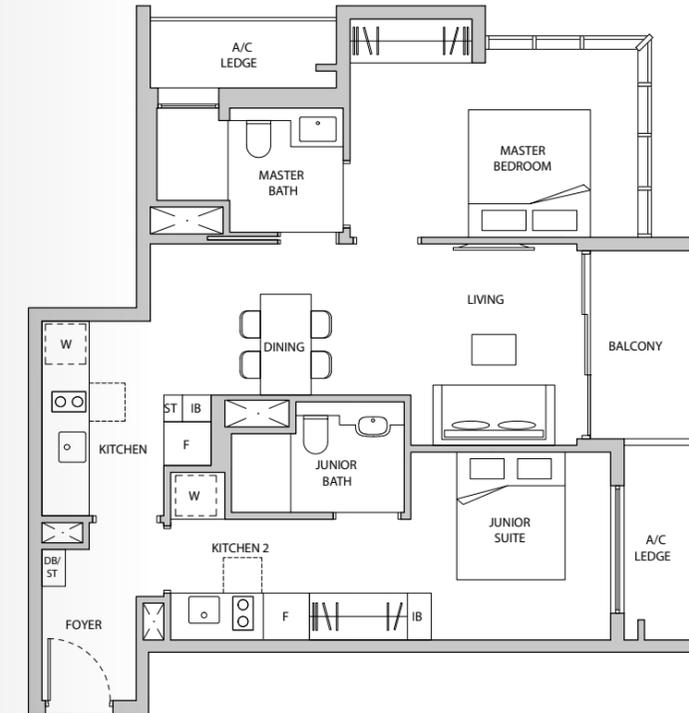 A/C
LEDGE
MASTER
BEDROOM
MASTER
BATH
LIVING
W
DINING
BALCONY
ST IB
KITCHEN
F
JUNIOR
BATH
W
JUNIOR
SUITE
KITCHEN 2
A/C
LEDGE
DB/
ST
FOYER
F
IB